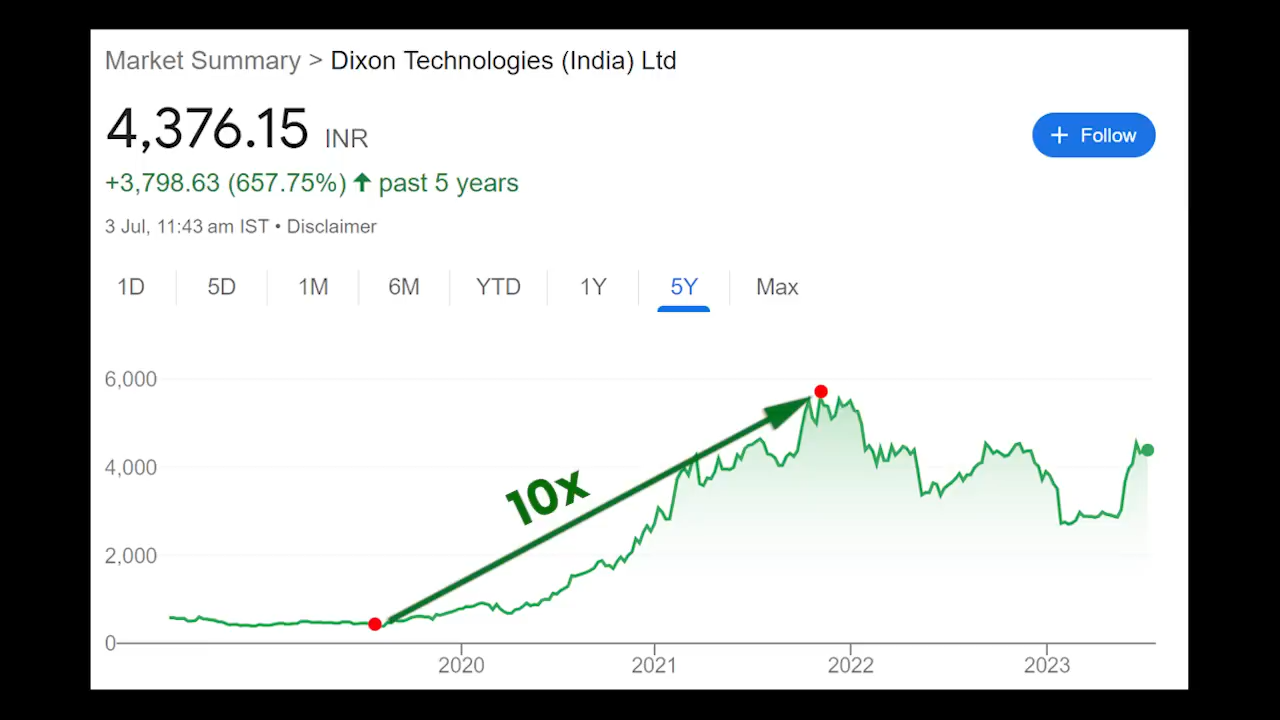 Market Summary > Dixon Technologies (India) Ltd
4,376.15 INR
+ Follow
+3,798.63 (657.75%) ↑ past 5 years
3 Jul, 11:43 am IST • Disclaimer
1D 5D 1M 6M YTD 1Y 5Y Max
6,000
4,000
10x
2,000
0
2020 2021 2022 2023